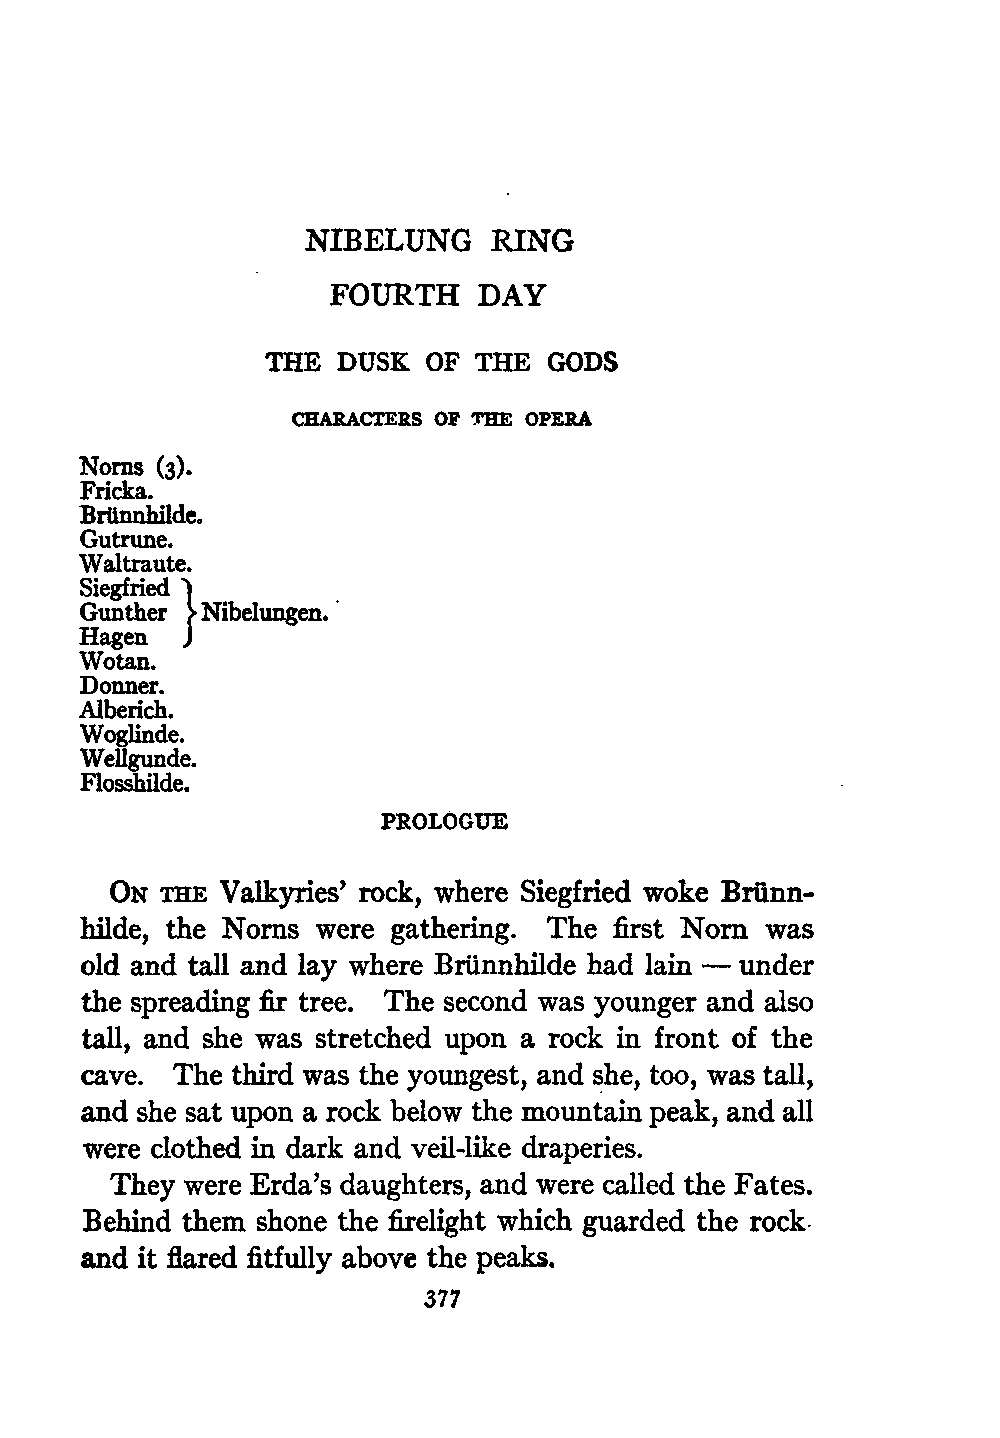 NIBELUNG RING
FOURTH DAY
THE DUSK OF THE GODS
CHARACTERS OF THE OPERA
Norns (3).
Fricka.
Brünnhilde.
Gutrune.
Waltraute.
Siegfried
Gunther } Nibelungen.
Hagen
Wotan.
Donner.
Alberich.
Woglinde.
Wellgunde.
Flosshilde.
PROLOGUE
ON THE Valkyries’ rock, where Siegfried woke Brünn-
hilde, the Norns were gathering. The first Norn was
old and tall and lay where Brünnhilde had lain — under
the spreading fir tree. The second was younger and also
tall, and she was stretched upon a rock in front of the
cave. The third was the youngest, and she, too, was tall,
and she sat upon a rock below the mountain peak, and all
were clothed in dark and veil-like draperies.
They were Erda’s daughters, and were called the Fates.
Behind them shone the firelight which guarded the rock
and it flared fitfully above the peaks.
377